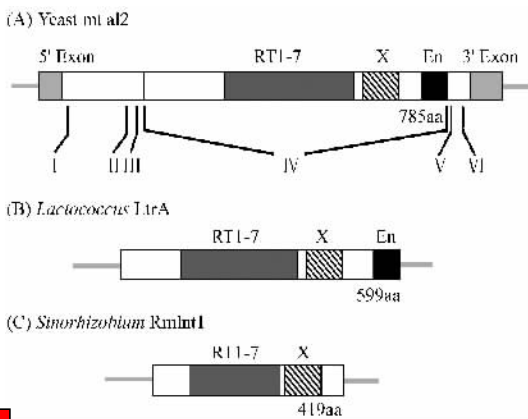 (A) Yeast mt aI2
5' Exon RT1-7 X En 3' Exon
785aa
I II III IV V VI
(B) Lactococcus LtrA
RT1-7 X En
599aa
(C) Sinorhizobium RmInt1
RT1-7 X
419aa